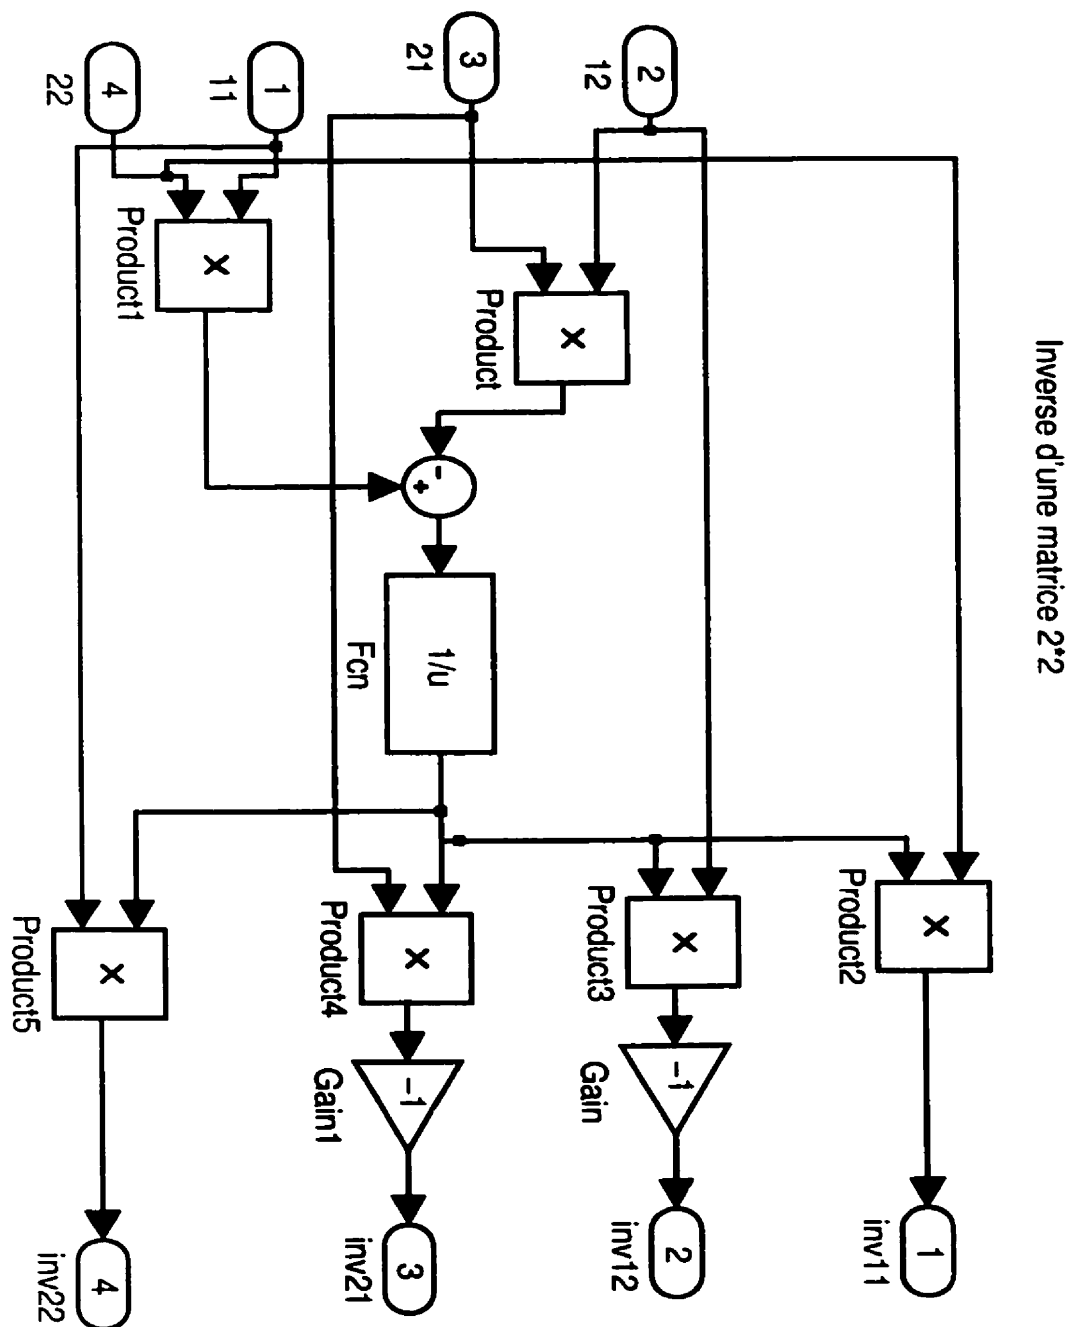 Inverse d'une matrice 2*2
2
12
3
21
1
11
4
22
x
Product
x
Product1
-
+
1/u
Fcn
x
Product2
x
Product3
x
Product4
x
Product5
-1
Gain
-1
Gain1
1
inv11
2
inv12
3
inv21
4
inv22